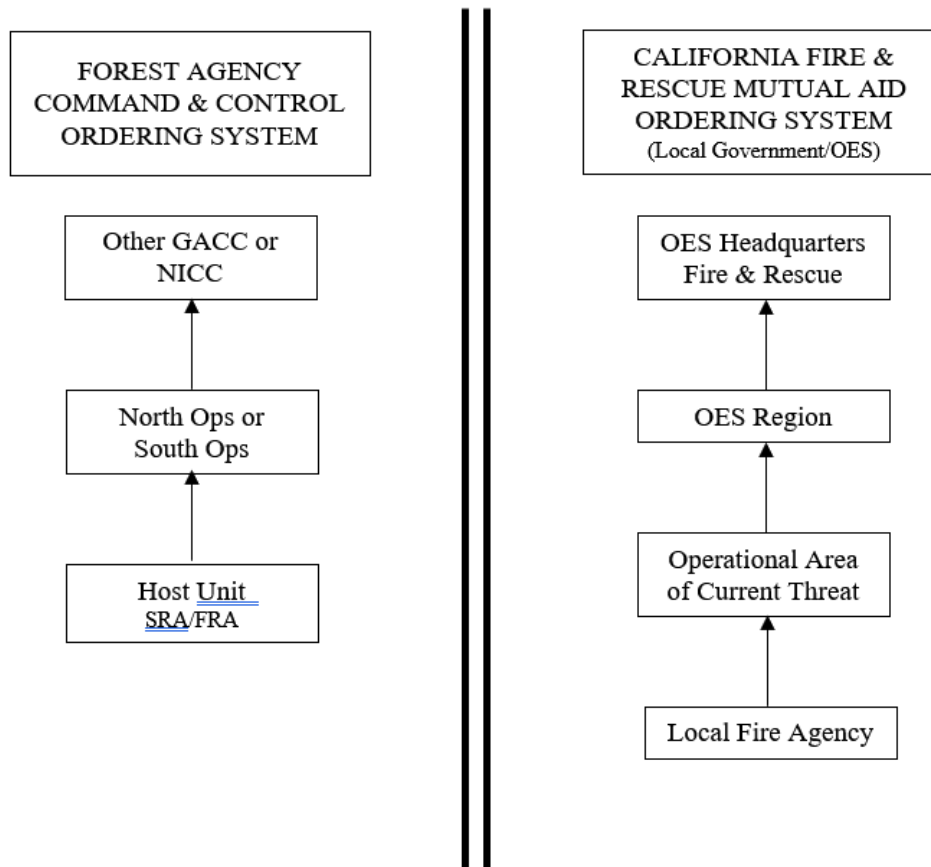 FOREST AGENCY
COMMAND & CONTROL
ORDERING SYSTEM
Other GACC or
NICC
North Ops or
South Ops
Host Unit
SRA/FRA
CALIFORNIA FIRE &
RESCUE MUTUAL AID
ORDERING SYSTEM
(Local Government/OES)
OES Headquarters
Fire & Rescue
OES Region
Operational Area
of Current Threat
Local Fire Agency